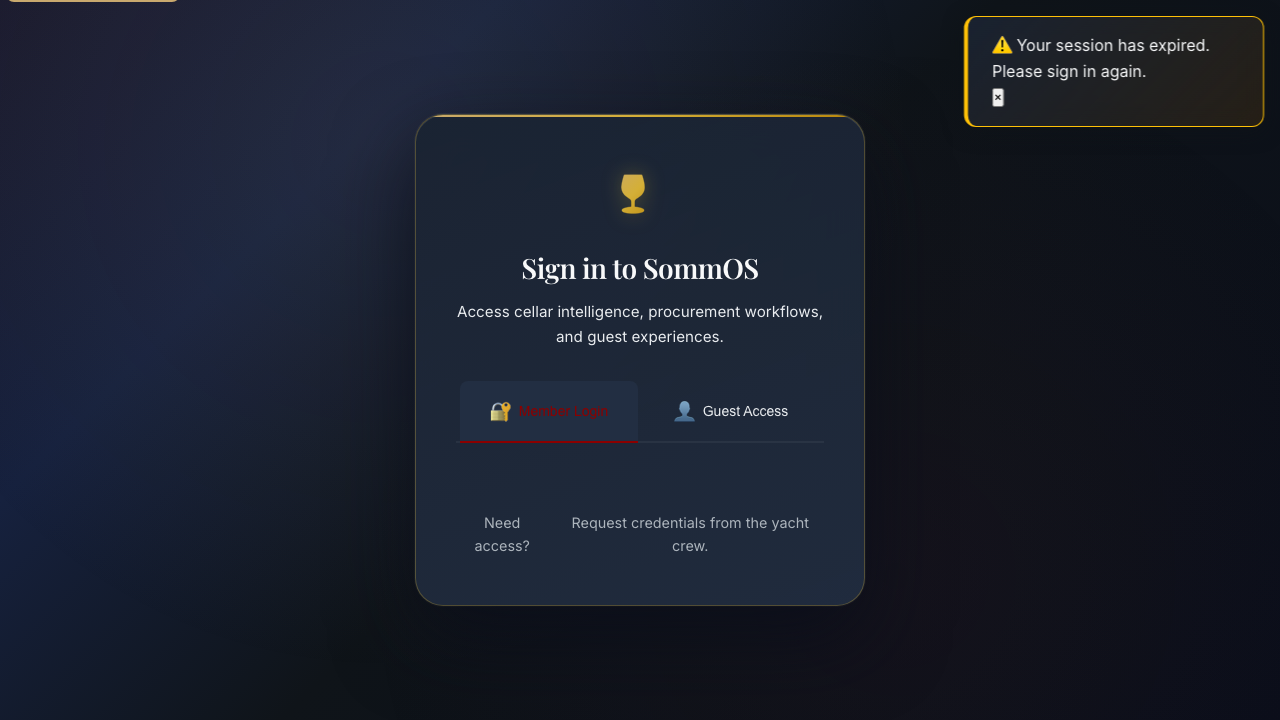 ⚠️ Your session has expired.
Please sign in again.
×
Sign in to SommOS
Access cellar intelligence, procurement workflows,
and guest experiences.
🔐 Member Login
👤 Guest Access
Need
access?
Request credentials from the yacht
crew.